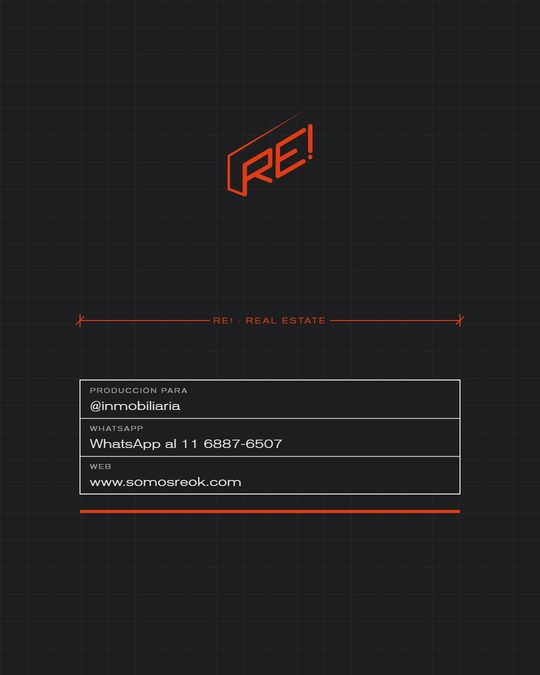 RE!
RE! - REAL ESTATE
PRODUCCIÓN PARA
@inmobiliaria
WHATSAPP
WhatsApp al 11 6887-6507
WEB
www.somosreok.com